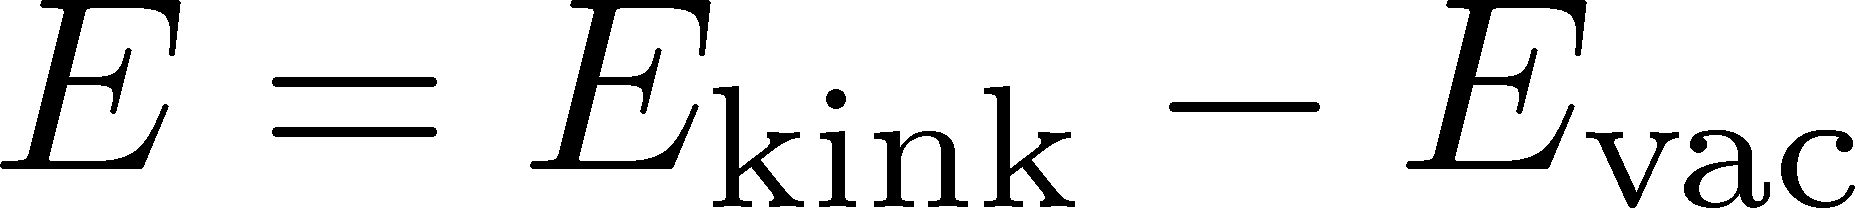 E = E_kink − E_vac